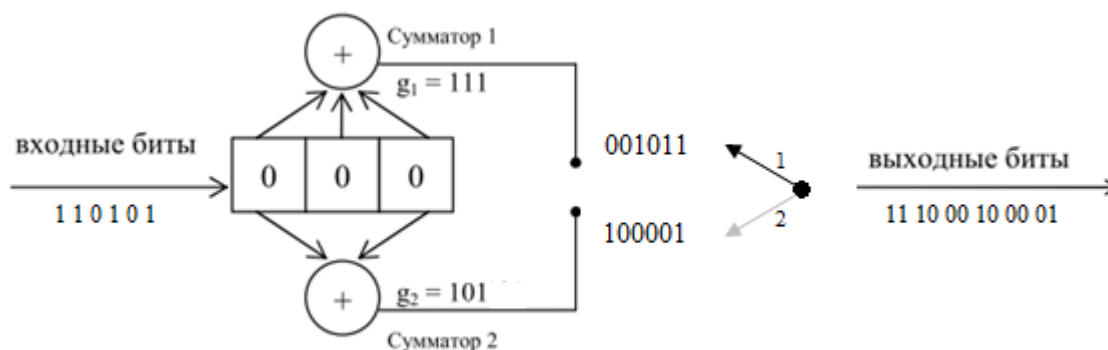 Сумматор 1
+
g₁ = 111
входные биты
1 1 0 1 0 1
0 0 0
001011
100001
1
2
выходные биты
11 10 00 10 00 01
+
g₂ = 101
Сумматор 2